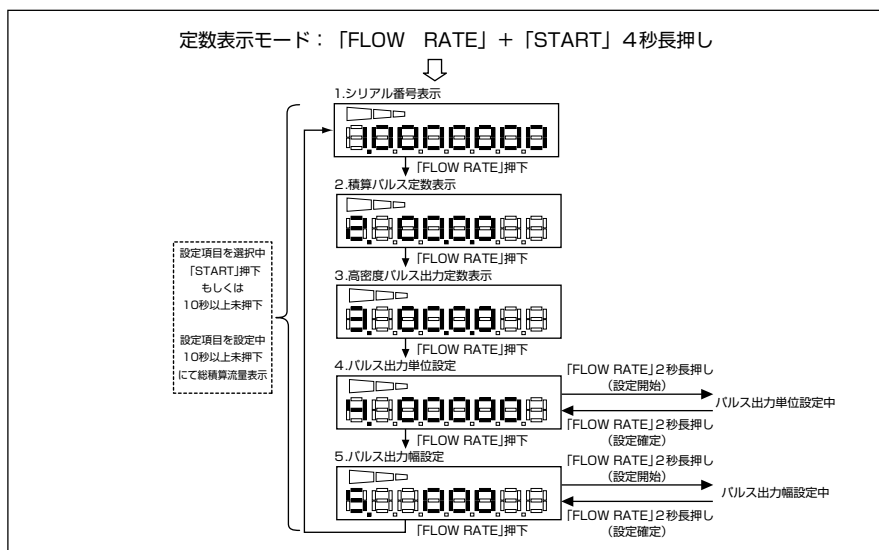 定数表示モード：「FLOW RATE」＋「START」４秒長押し
1.シリアル番号表示
「FLOW RATE」押下
2.積算パルス定数表示
「FLOW RATE」押下
3.高密度パルス出力定数表示
「FLOW RATE」押下
4.パルス出力単位設定
「FLOW RATE」2秒長押し
（設定開始）
パルス出力単位設定中
「FLOW RATE」2秒長押し
（設定確定）
「FLOW RATE」押下
5.パルス出力幅設定
「FLOW RATE」2秒長押し
（設定開始）
パルス出力幅設定中
「FLOW RATE」2秒長押し
（設定確定）
「FLOW RATE」押下
設定項目を選択中
「START」押下
もしくは
10秒以上未押下
設定項目を設定中
10秒以上未押下
にて総積算流量表示